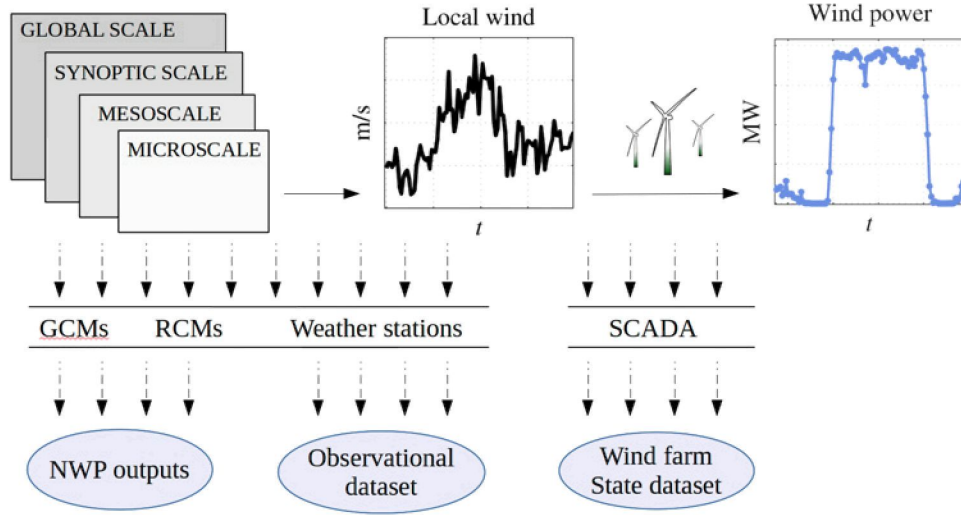 GLOBAL SCALE
SYNOPTIC SCALE
MESOSCALE
MICROSCALE
Local wind
m/s
t
Wind power
MW
t
GCMs
RCMs
Weather stations
SCADA
NWP outputs
Observational
dataset
Wind farm
State dataset